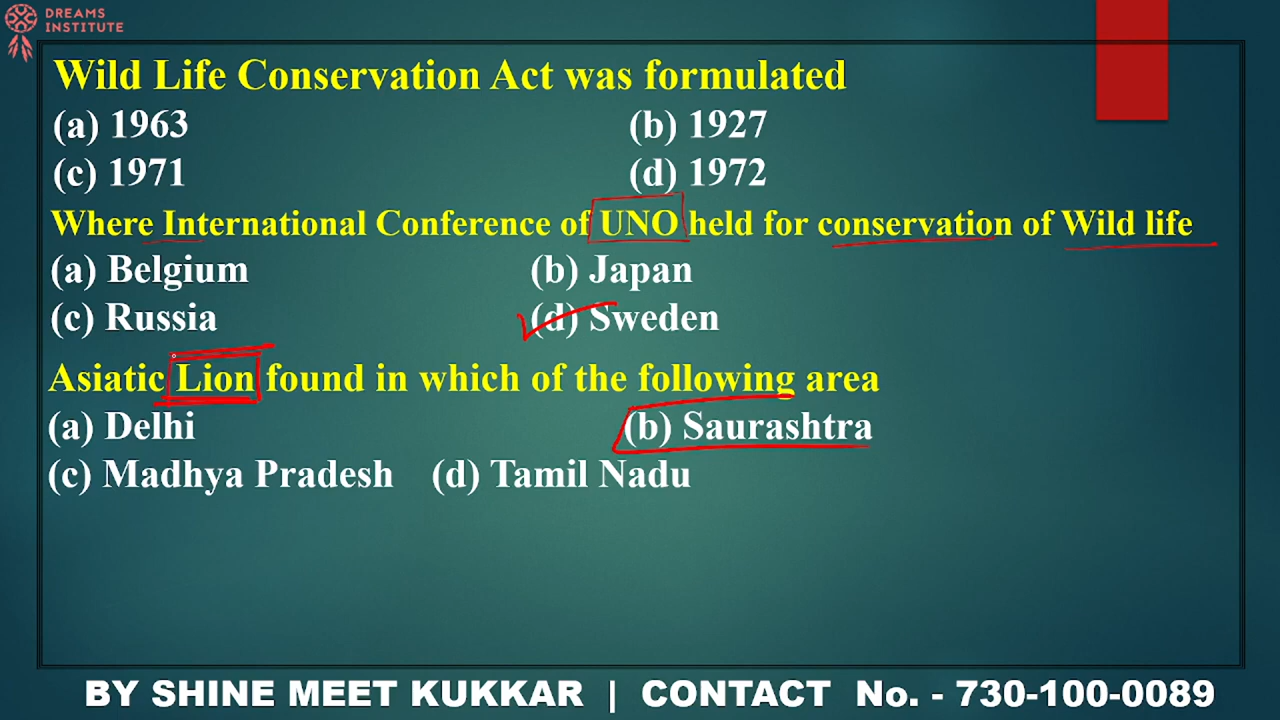 DREAMS
INSTITUTE
Wild Life Conservation Act was formulated
(a) 1963 (b) 1927
(c) 1971 (d) 1972
Where International Conference of UNO held for conservation of Wild life
(a) Belgium (b) Japan
(c) Russia (d) Sweden
Asiatic Lion found in which of the following area
(a) Delhi (b) Saurashtra
(c) Madhya Pradesh (d) Tamil Nadu
BY SHINE MEET KUKKAR | CONTACT No. - 730-100-0089